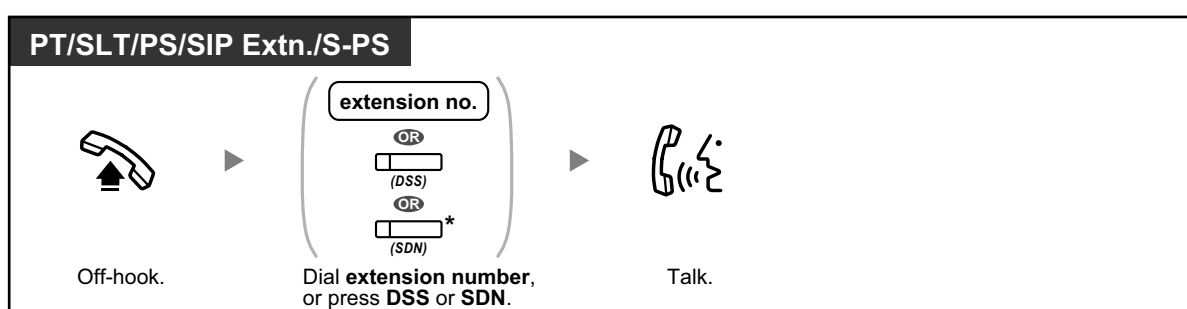 PT/SLT/PS/SIP Extn./S-PS
extension no.
OR
(DSS)
OR
*
(SDN)
Off-hook.
Dial extension number,
or press DSS or SDN.
Talk.